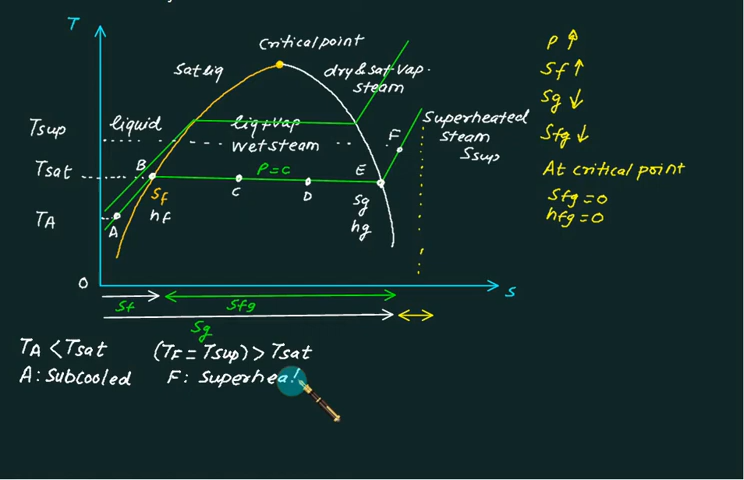 T
Critical point
Sat liq
dry & sat vap.
steam
Tsup
liquid
liq + vap
wet steam
Superheated
steam
Ssup
F
Tsat
B
P = C
E
Sf
hf
C
D
Sg
hg
TA
A
0
S
Sf
Sfg
Sg
P ↑
Sf ↑
Sg ↓
Sfg ↓
At critical point
Sfg = 0
hfg = 0
TA < Tsat (TF = Tsup) > Tsat
A : Subcooled F : Superhea